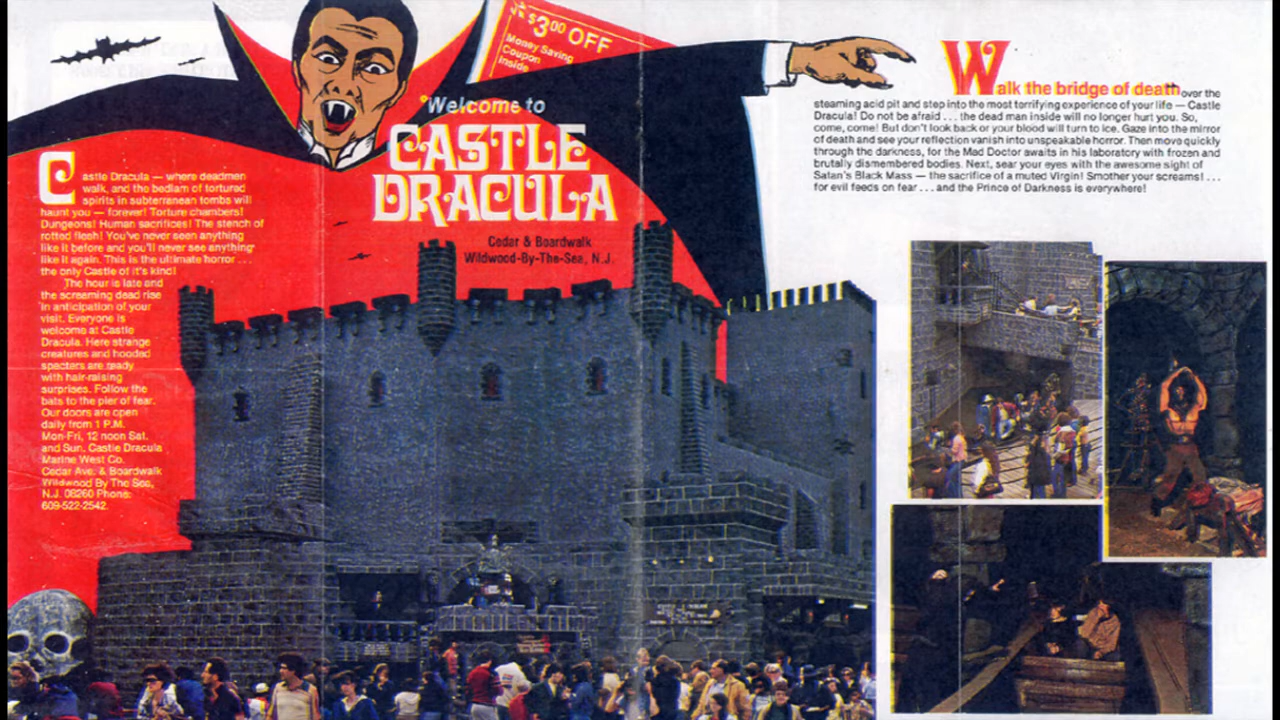 $3.00 OFF
Money Saving
Coupon
Inside
Welcome to
CASTLE
DRACULA
Cedar & Boardwalk
Wildwood-By-The-Sea, N.J.
Castle Dracula — where deadmen
walk, and the bedlam of tortured
spirits in subterranean tombs will
haunt you — forever! Torture chambers!
Dungeons! Human sacrifices! The stench of
rotted flesh! You've never seen anything
like it before and you'll never see anything
like it again. This is the ultimate horror . . .
the only Castle of it's kind!
The hour is late and
the screaming dead rise
in anticipation of your
visit. Everyone is
welcome at Castle
Dracula. Here strange
creatures and hooded
specters are ready
with hair-raising
surprises. Follow the
bats to the pier of fear.
Our doors are open
daily from 1 P.M.
Mon-Fri, 12 noon Sat.
and Sun. Castle Dracula
Marine West Co.
Cedar Ave. & Boardwalk
Wildwood By The Sea,
N.J. 08260 Phone:
609-522-2542.
Walk the bridge of death over the
steaming acid pit and step into the most terrifying experience of your life — Castle
Dracula! Do not be afraid . . . the dead man inside will no longer hurt you. So,
come, come! But don't look back or your blood will turn to ice. Gaze into the mirror
of death and see your reflection vanish into unspeakable horror. Then move quickly
through the darkness, for the Mad Doctor awaits in his laboratory with frozen and
brutally dismembered bodies. Next, sear your eyes with the awesome sight of
Satan's Black Mass — the sacrifice of a muted Virgin! Smother your screams! . . .
for evil feeds on fear . . . and the Prince of Darkness is everywhere!